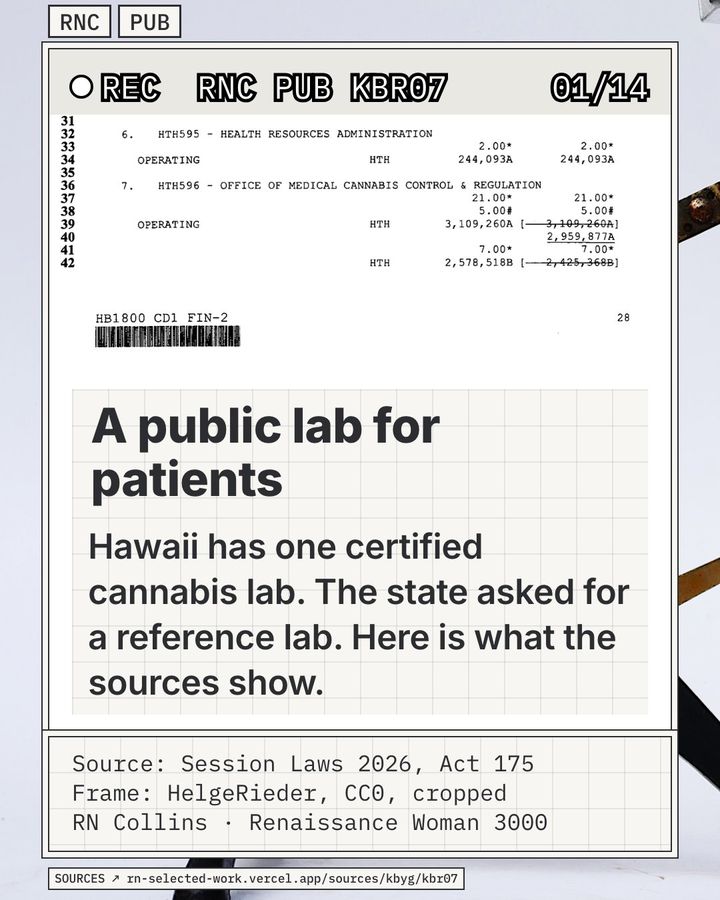 RNC PUB
REC RNC PUB KBR07 01/14
31
32 6. HTH595 - HEALTH RESOURCES ADMINISTRATION
33 2.00* 2.00*
34 OPERATING HTH 244,093A 244,093A
35
36 7. HTH596 - OFFICE OF MEDICAL CANNABIS CONTROL & REGULATION
37 21.00* 21.00*
38 5.00# 5.00#
39 OPERATING HTH 3,109,260A [ 3,109,260A]
40 2,959,877A
41 7.00* 7.00*
42 HTH 2,578,518B [ 2,425,368B]
HB1800 CD1 FIN-2 28
A public lab for
patients
Hawaii has one certified
cannabis lab. The state asked for
a reference lab. Here is what the
sources show.
Source: Session Laws 2026, Act 175
Frame: HelgeRieder, CC0, cropped
RN Collins · Renaissance Woman 3000
SOURCES ↗ rn-selected-work.vercel.app/sources/kbyg/kbr07